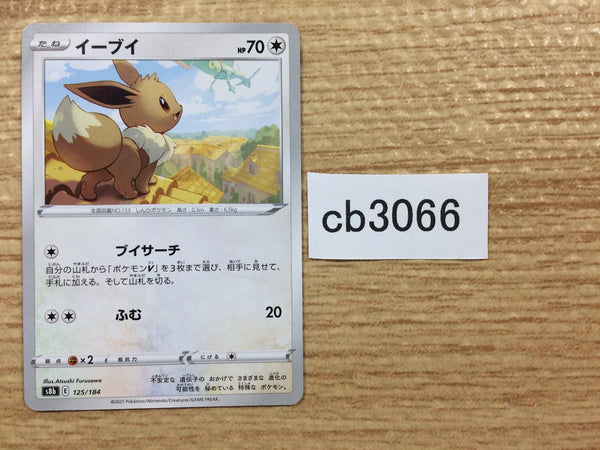 たね イーブイ HP70
全国図鑑NO.133 しんかポケモン 高さ：0.3m 重さ：6.5kg
ブイサーチ
自分の山札から「ポケモンV」を3枚まで選び、相手に見せて、
手札に加える。そして山札を切る。
ふむ 20
弱点 ×2 抵抗力 にげる
Illus.Atsushi Furusawa
s8b E 125/184
不安定な 遺伝子の おかげで さまざまな 進化の
可能性を 秘めている 特殊な ポケモン。
©2021 Pokémon/Nintendo/Creatures/GAME FREAK.
cb3066